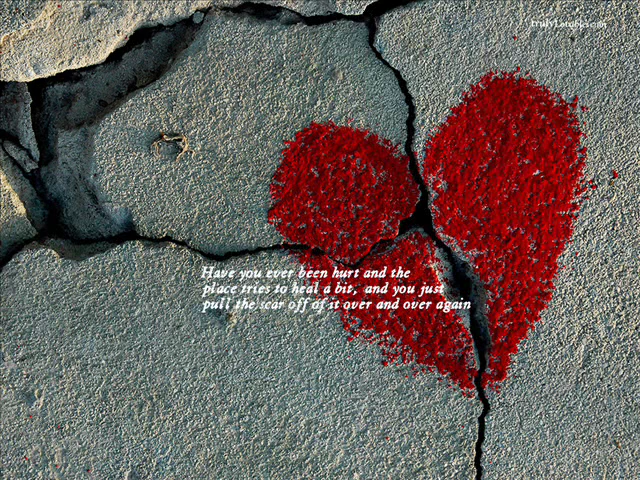 Have you ever been hurt and the
place tries to heal a bit, and you just
pull the scar off of it over and over again